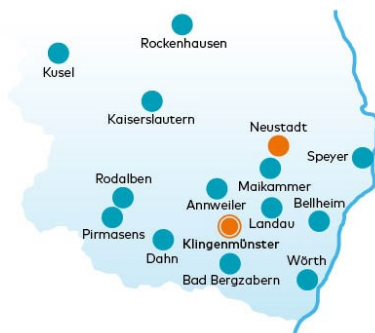 Rockenhausen
Kusel
Kaiserslautern
Neustadt
Speyer
Maikammer
Rodalben
Annweiler
Bellheim
Landau
Pirmasens
Klingenmünster
Dahn
Wörth
Bad Bergzabern